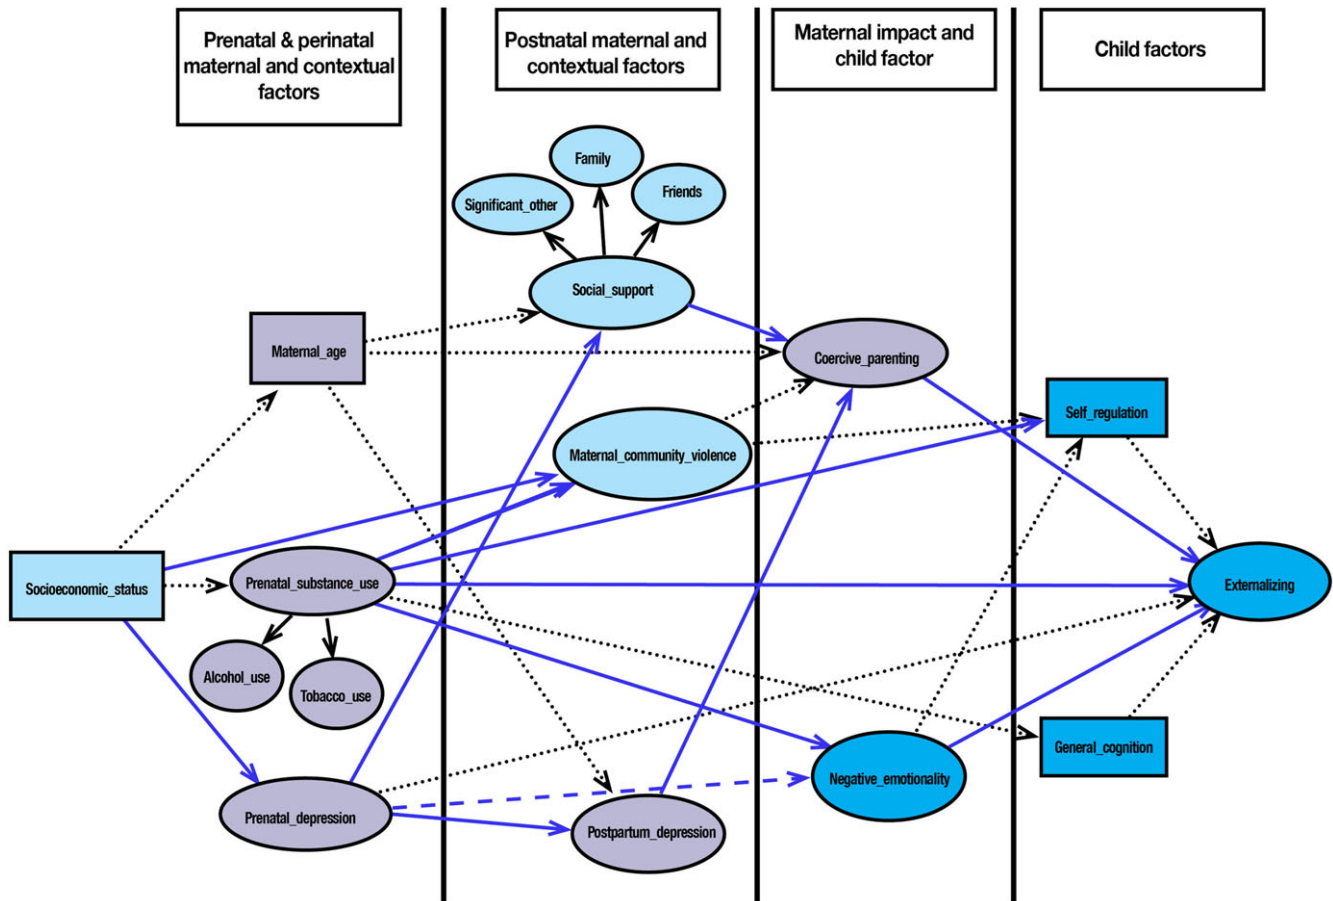 Prenatal & perinatal
maternal and contextual
factors
Postnatal maternal and
contextual factors
Maternal impact and
child factor
Child factors
Family
Significant_other
Friends
Social_support
Maternal_age
Coercive_parenting
Self_regulation
Maternal_community_violence
Socioeconomic_status
Prenatal_substance_use
Externalizing
Alcohol_use
Tobacco_use
General_cognition
Negative_emotionality
Prenatal_depression
Postpartum_depression